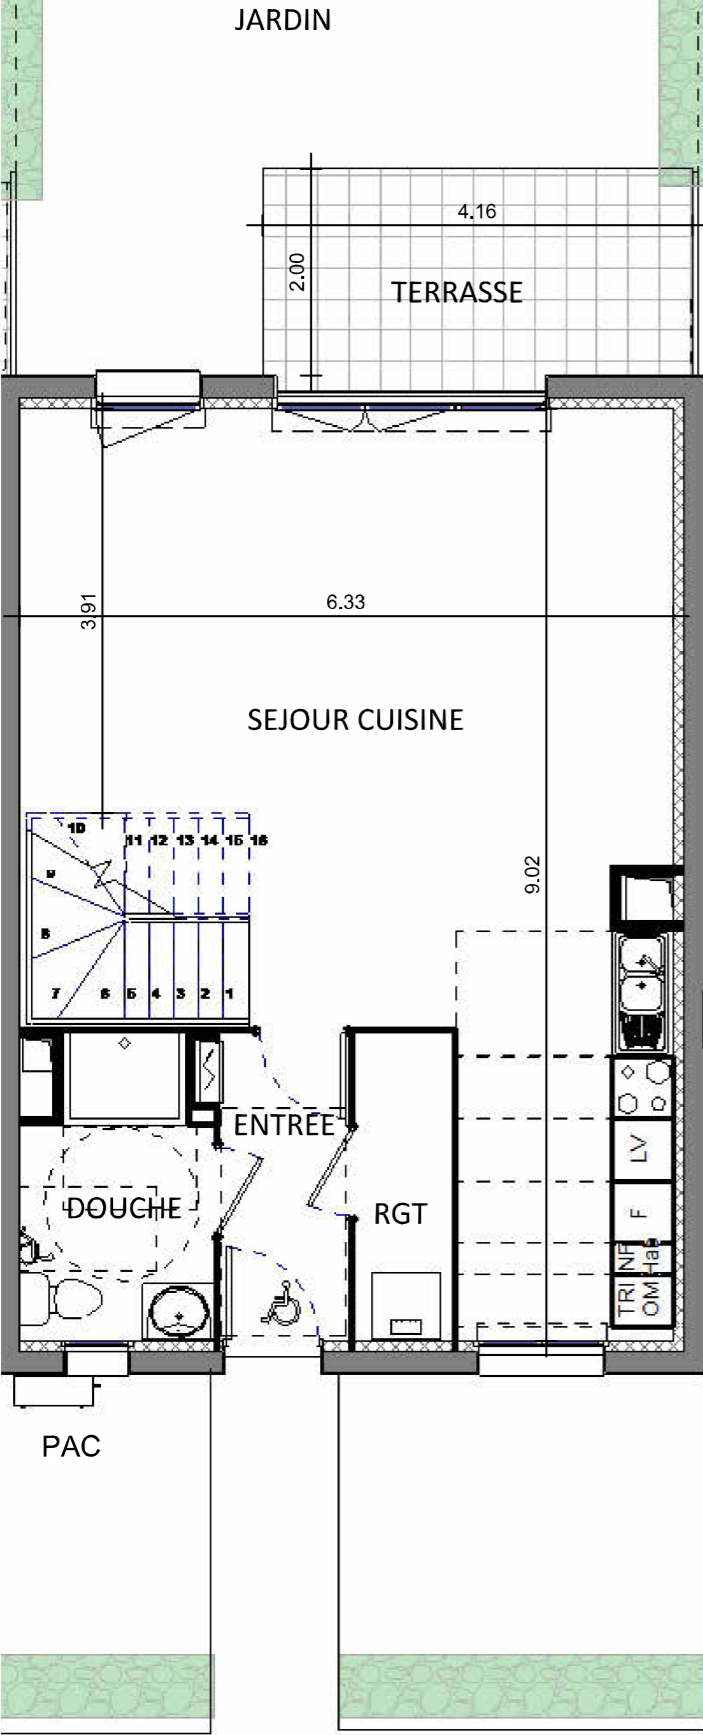 JARDIN
4.16
2.00
TERRASSE
3.91
6.33
SEJOUR CUISINE
10
11 12 13 14 15 16
9
8
7 6 5 4 3 2 1
9.02
ENTREE
LV
DOUCHE
RGT
F
TRI NF
OM Hab
PAC